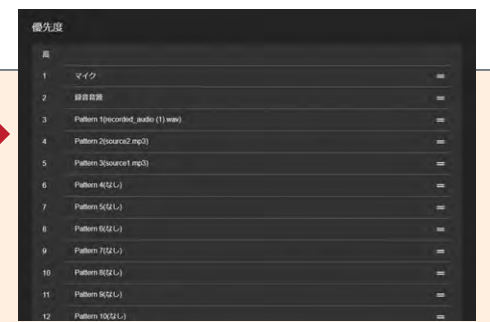 優先度
高
1 マイク
2 録音音源
3 Pattern 1(recorded_audio (1).wav)
4 Pattern 2(source2.mp3)
5 Pattern 3(source1.mp3)
6 Pattern 4(なし)
7 Pattern 5(なし)
8 Pattern 6(なし)
9 Pattern 7(なし)
10 Pattern 8(なし)
11 Pattern 9(なし)
12 Pattern 10(なし)